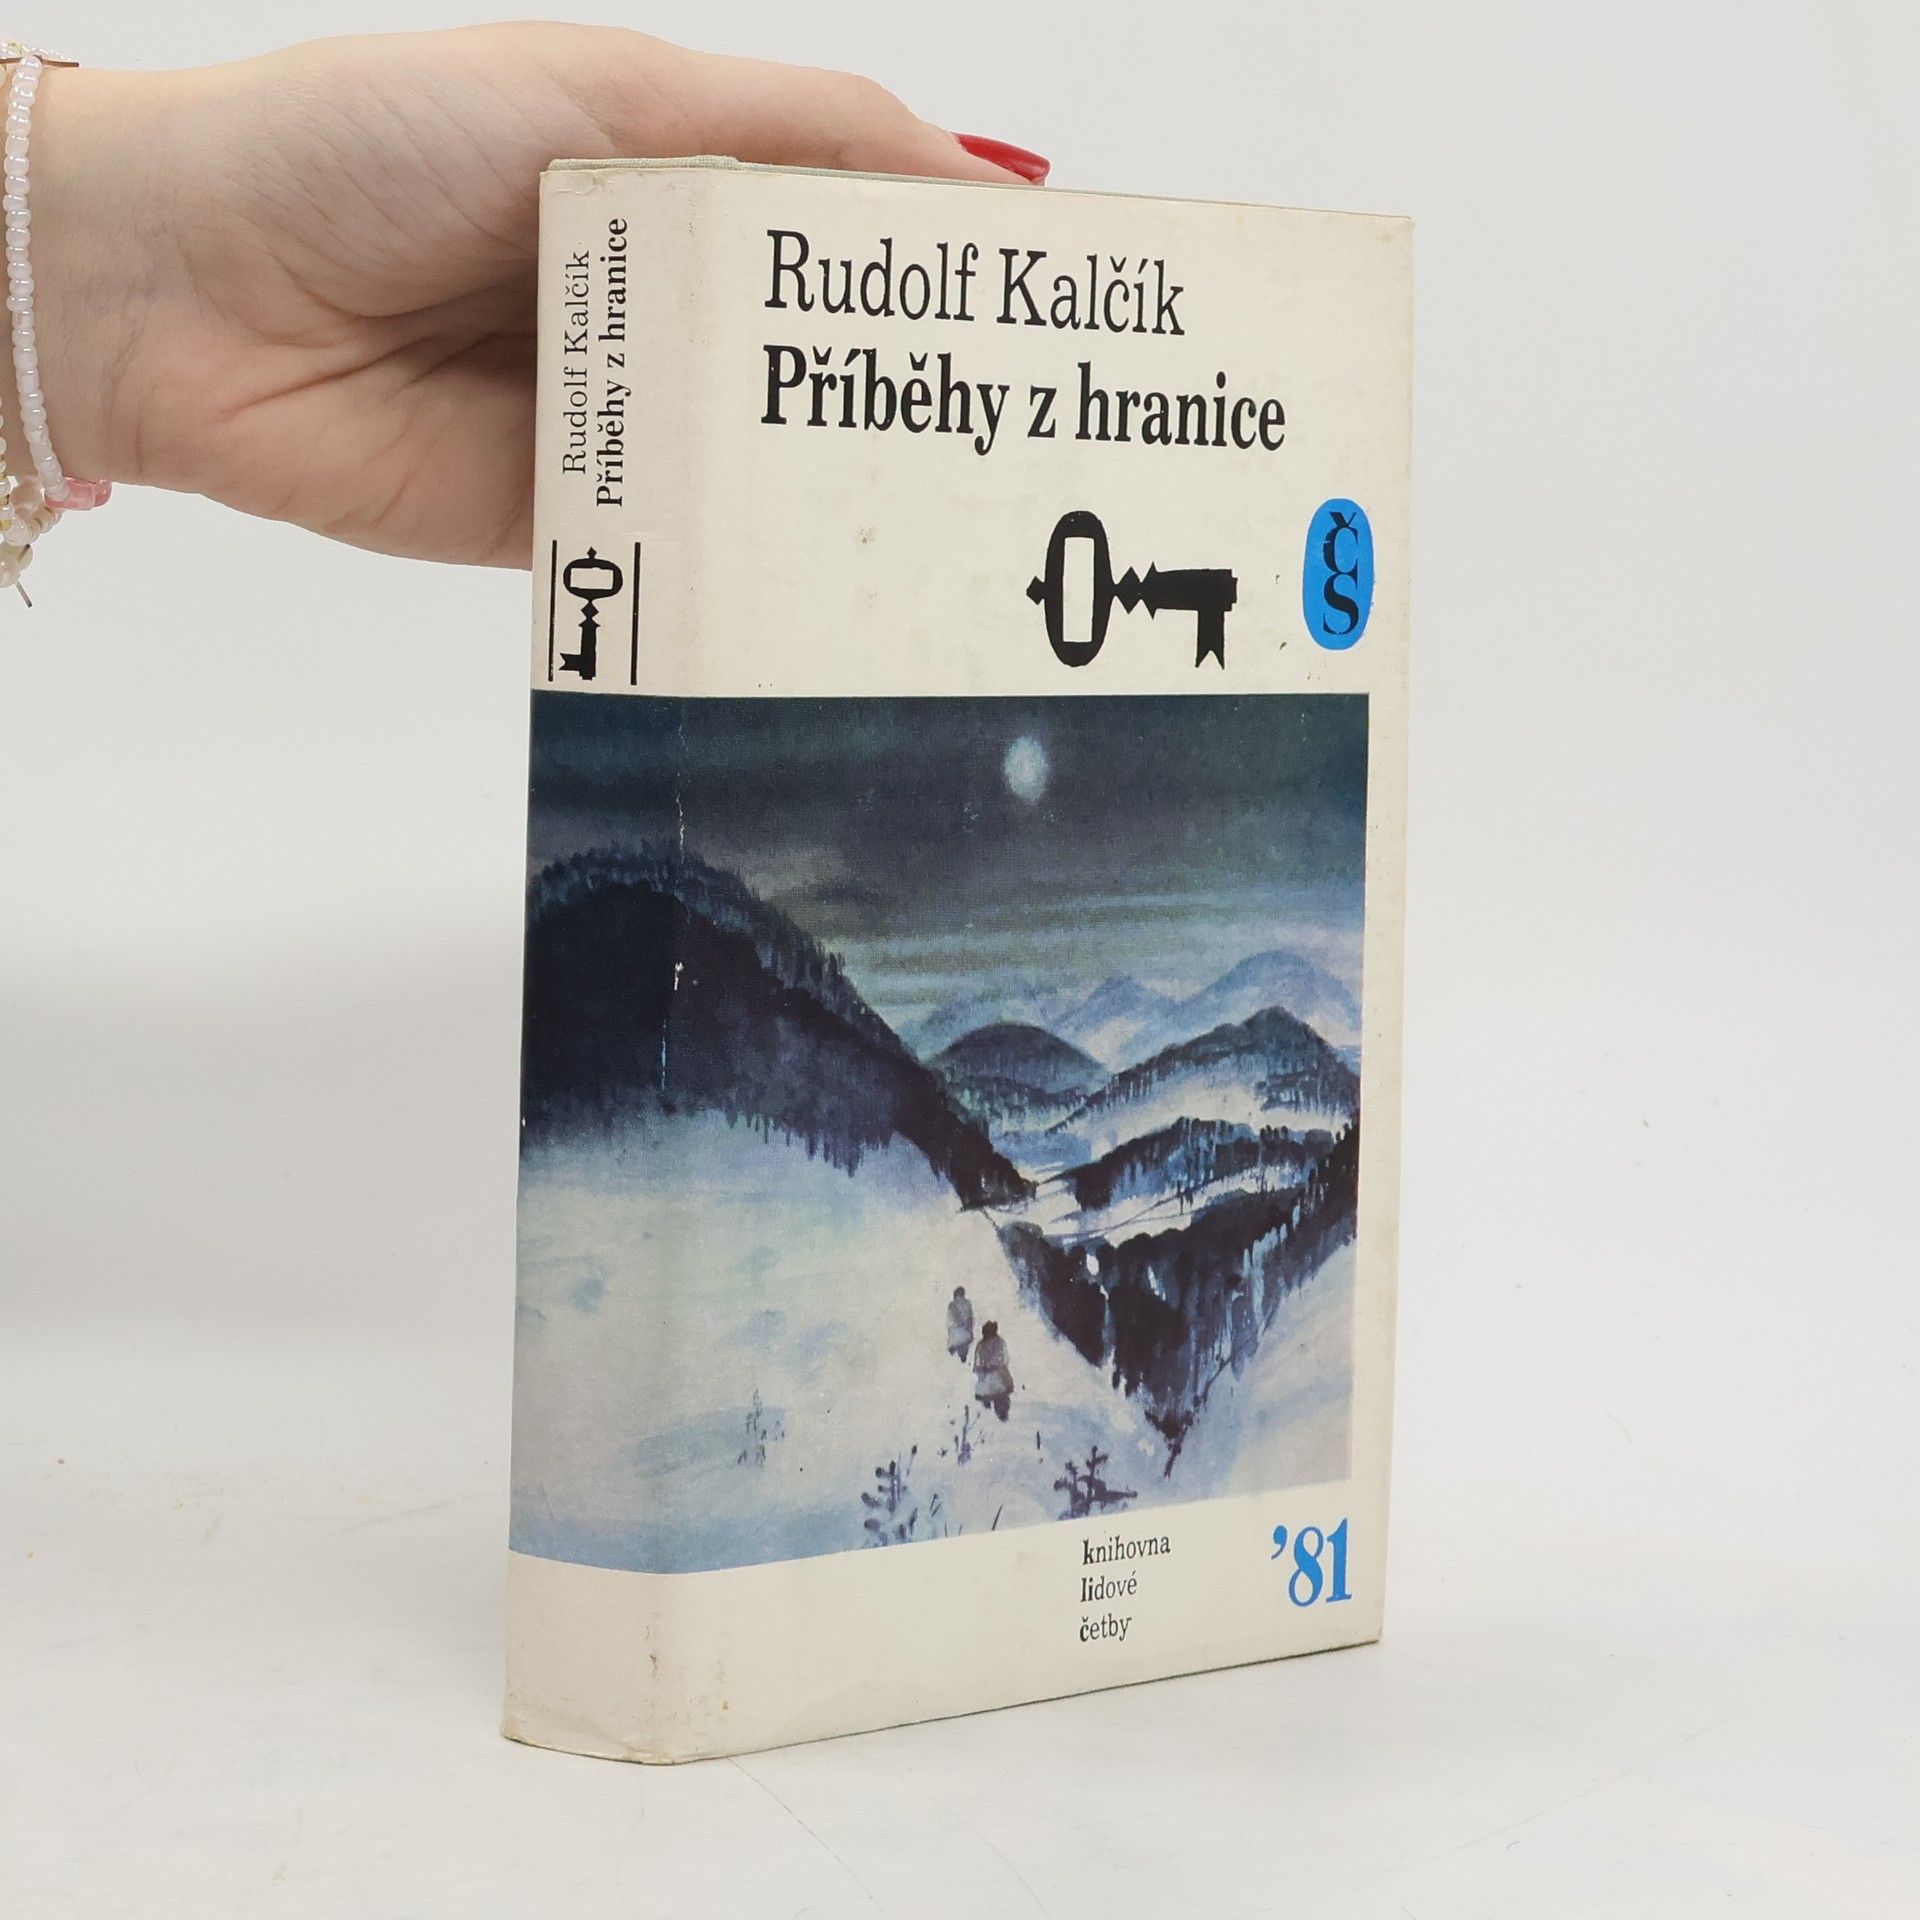 Rudolf Kalčík
Příběhy z hranice
Rudolf Kalčík
Příběhy z hranice
ČS
knihovna
lidové
četby
'81